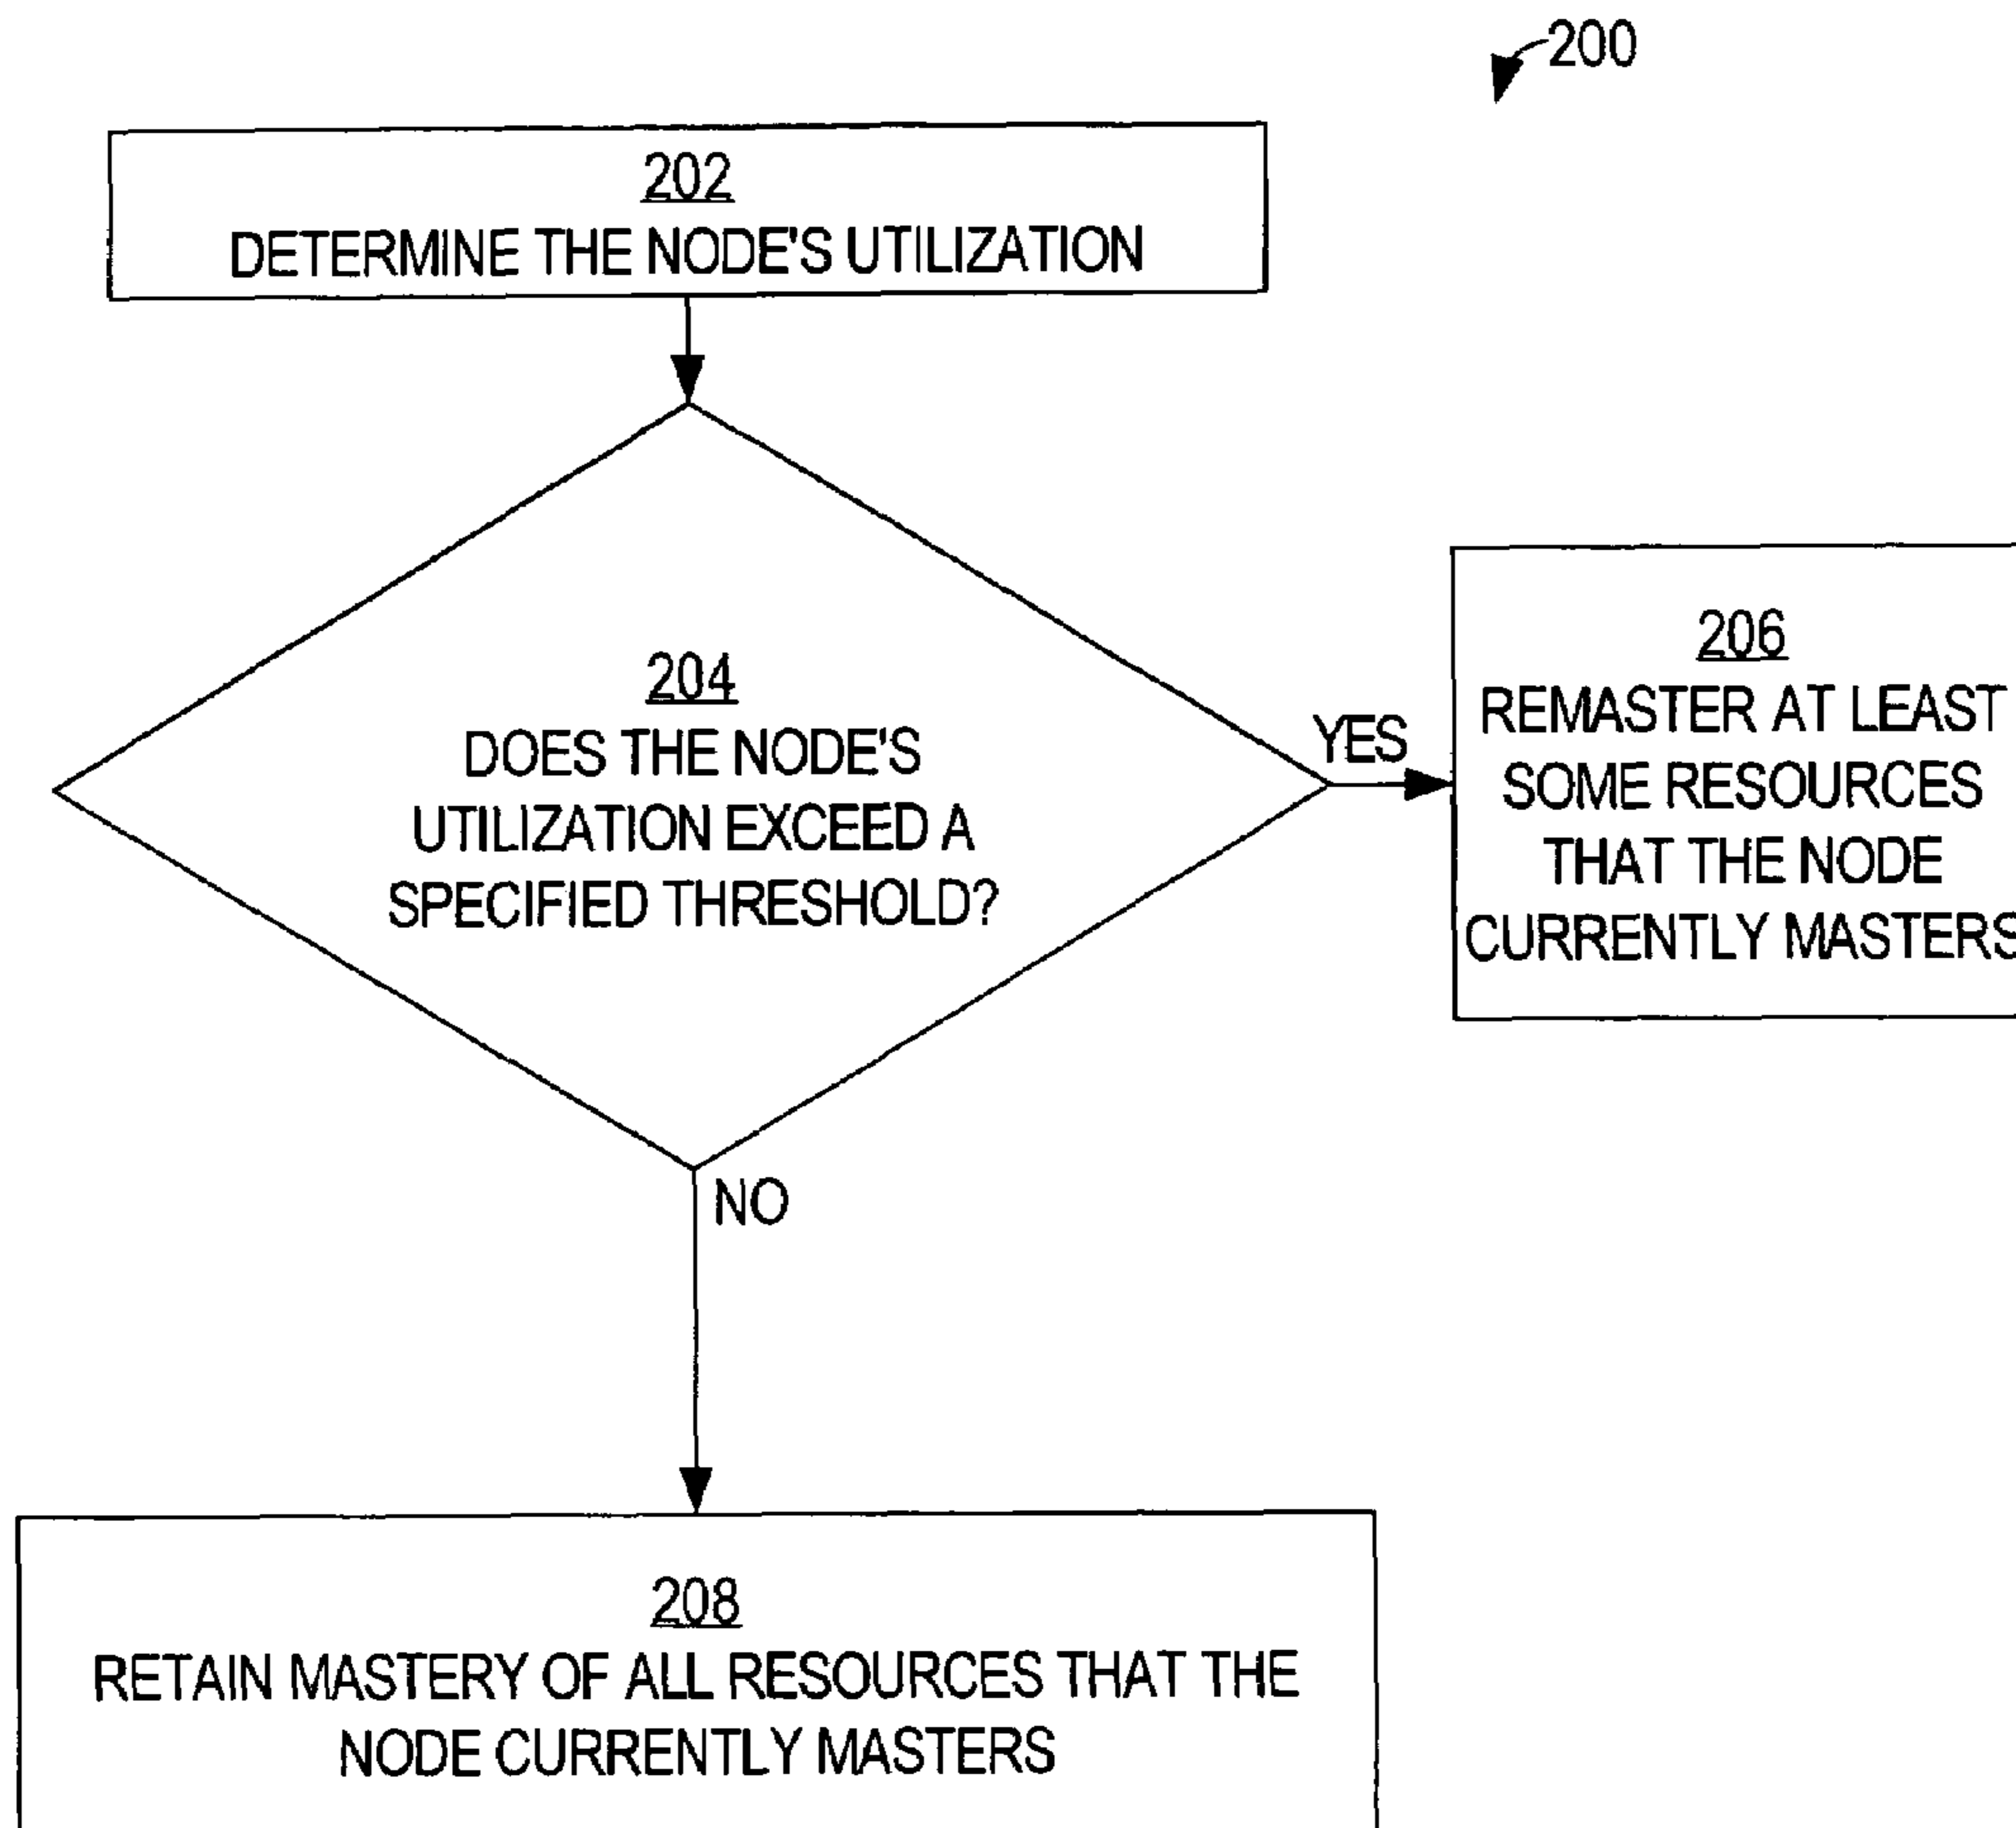 200
202
DETERMINE THE NODE'S UTILIZATION
204
DOES THE NODE'S
UTILIZATION EXCEED A
SPECIFIED THRESHOLD?
YES
206
REMASTER AT LEAST
SOME RESOURCES
THAT THE NODE
CURRENTLY MASTERS
NO
208
RETAIN MASTERY OF ALL RESOURCES THAT THE
NODE CURRENTLY MASTERS